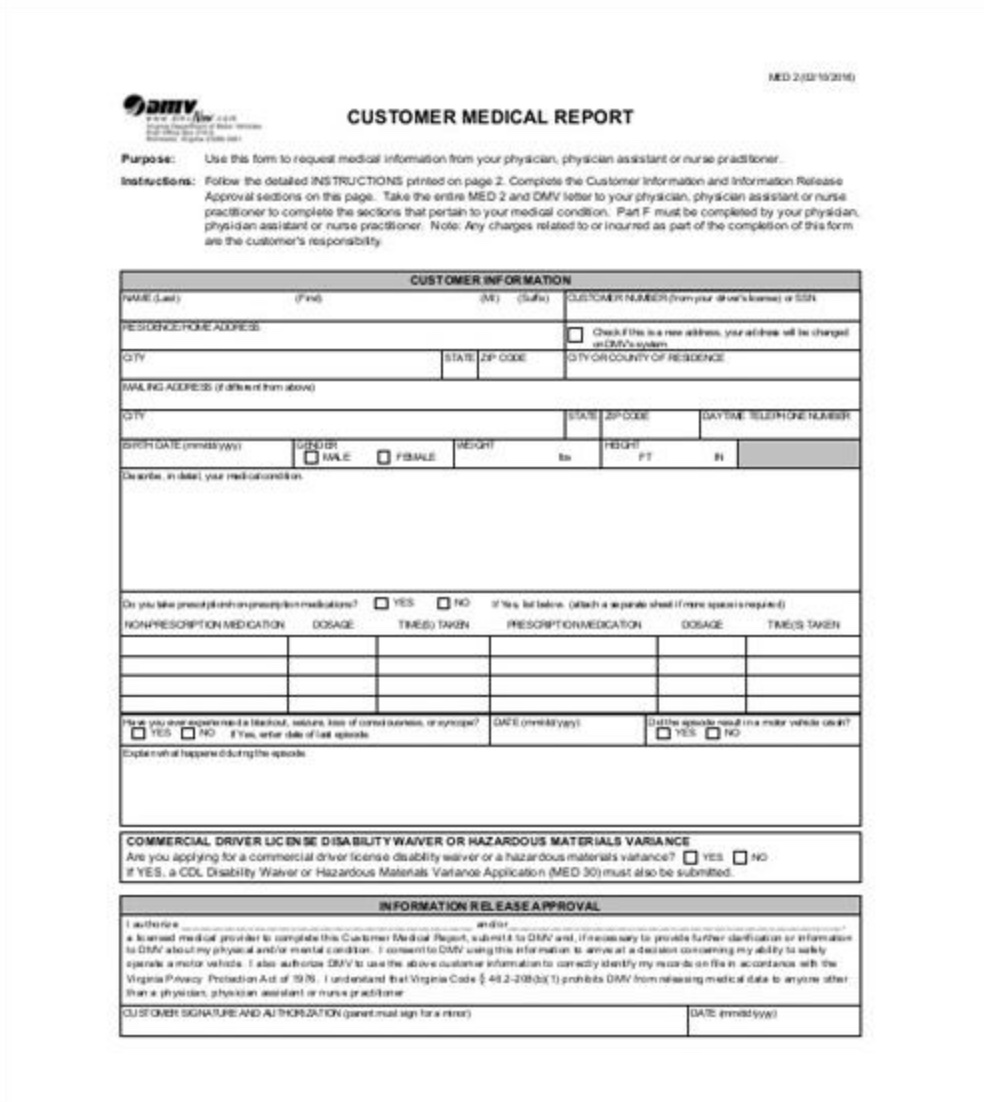 MED 2 (02/10/2016)
DMV
www.dmvNow.com
Virginia Department of Motor Vehicles
CUSTOMER MEDICAL REPORT
Purpose: Use this form to request medical information from your physician, physician assistant or nurse practitioner.
Instructions: Follow the detailed INSTRUCTIONS printed on page 2. Complete the Customer Information and Information Release
Approval sections on this page. Take the entire MED 2 and DMV letter to your physician, physician assistant or nurse
practitioner to complete the sections that pertain to your medical condition. Part F must be completed by your physician,
physician assistant or nurse practitioner. Note: Any charges related to or incurred as part of the completion of this form
are the customer's responsibility.
CUSTOMER INFORMATION
NAME (Last) (First) (MI) (Suffix) CUSTOMER NUMBER (from your driver's license) or SSN
RESIDENCE/HOME ADDRESS
Check if this is a new address, your address will be changed
on DMV's system.
CITY STATE ZIP CODE CITY OR COUNTY OF RESIDENCE
MAILING ADDRESS (if different from above)
CITY STATE ZIP CODE DAYTIME TELEPHONE NUMBER
BIRTH DATE (mm/dd/yyyy) GENDER WEIGHT HEIGHT
MALE FEMALE lbs FT IN
Describe, in detail, your medical condition.
Do you take prescription/non-prescription medications? YES NO If Yes, list below. (attach a separate sheet if more space is required)
NON-PRESCRIPTION MEDICATION DOSAGE TIME(S) TAKEN PRESCRIPTION MEDICATION DOSAGE TIME(S) TAKEN
Have you ever experienced a blackout, seizure, loss of consciousness, or syncope? DATE (mm/dd/yyyy) Did the episode result in a motor vehicle crash?
YES NO If Yes, enter date of last episode. YES NO
Explain what happened during the episode.
COMMERCIAL DRIVER LICENSE DISABILITY WAIVER OR HAZARDOUS MATERIALS VARIANCE
Are you applying for a commercial driver license disability waiver or a hazardous materials variance? YES NO
If YES, a CDL Disability Waiver or Hazardous Materials Variance Application (MED 30) must also be submitted.
INFORMATION RELEASE APPROVAL
I authorize and/or ,
a licensed medical provider to complete this Customer Medical Report, submit it to DMV and, if necessary to provide further clarification or information
to DMV about my physical and/or mental condition. I consent to DMV using this information to arrive at a decision concerning my ability to safely
operate a motor vehicle. I also authorize DMV to use the above customer information to correctly identify my records on file in accordance with the
Virginia Privacy Protection Act of 1976. I understand that Virginia Code § 46.2-208(b)(1) prohibits DMV from releasing medical data to anyone other
than a physician, physician assistant or nurse practitioner
CUSTOMER SIGNATURE AND AUTHORIZATION (parent must sign for a minor) DATE (mm/dd/yyyy)